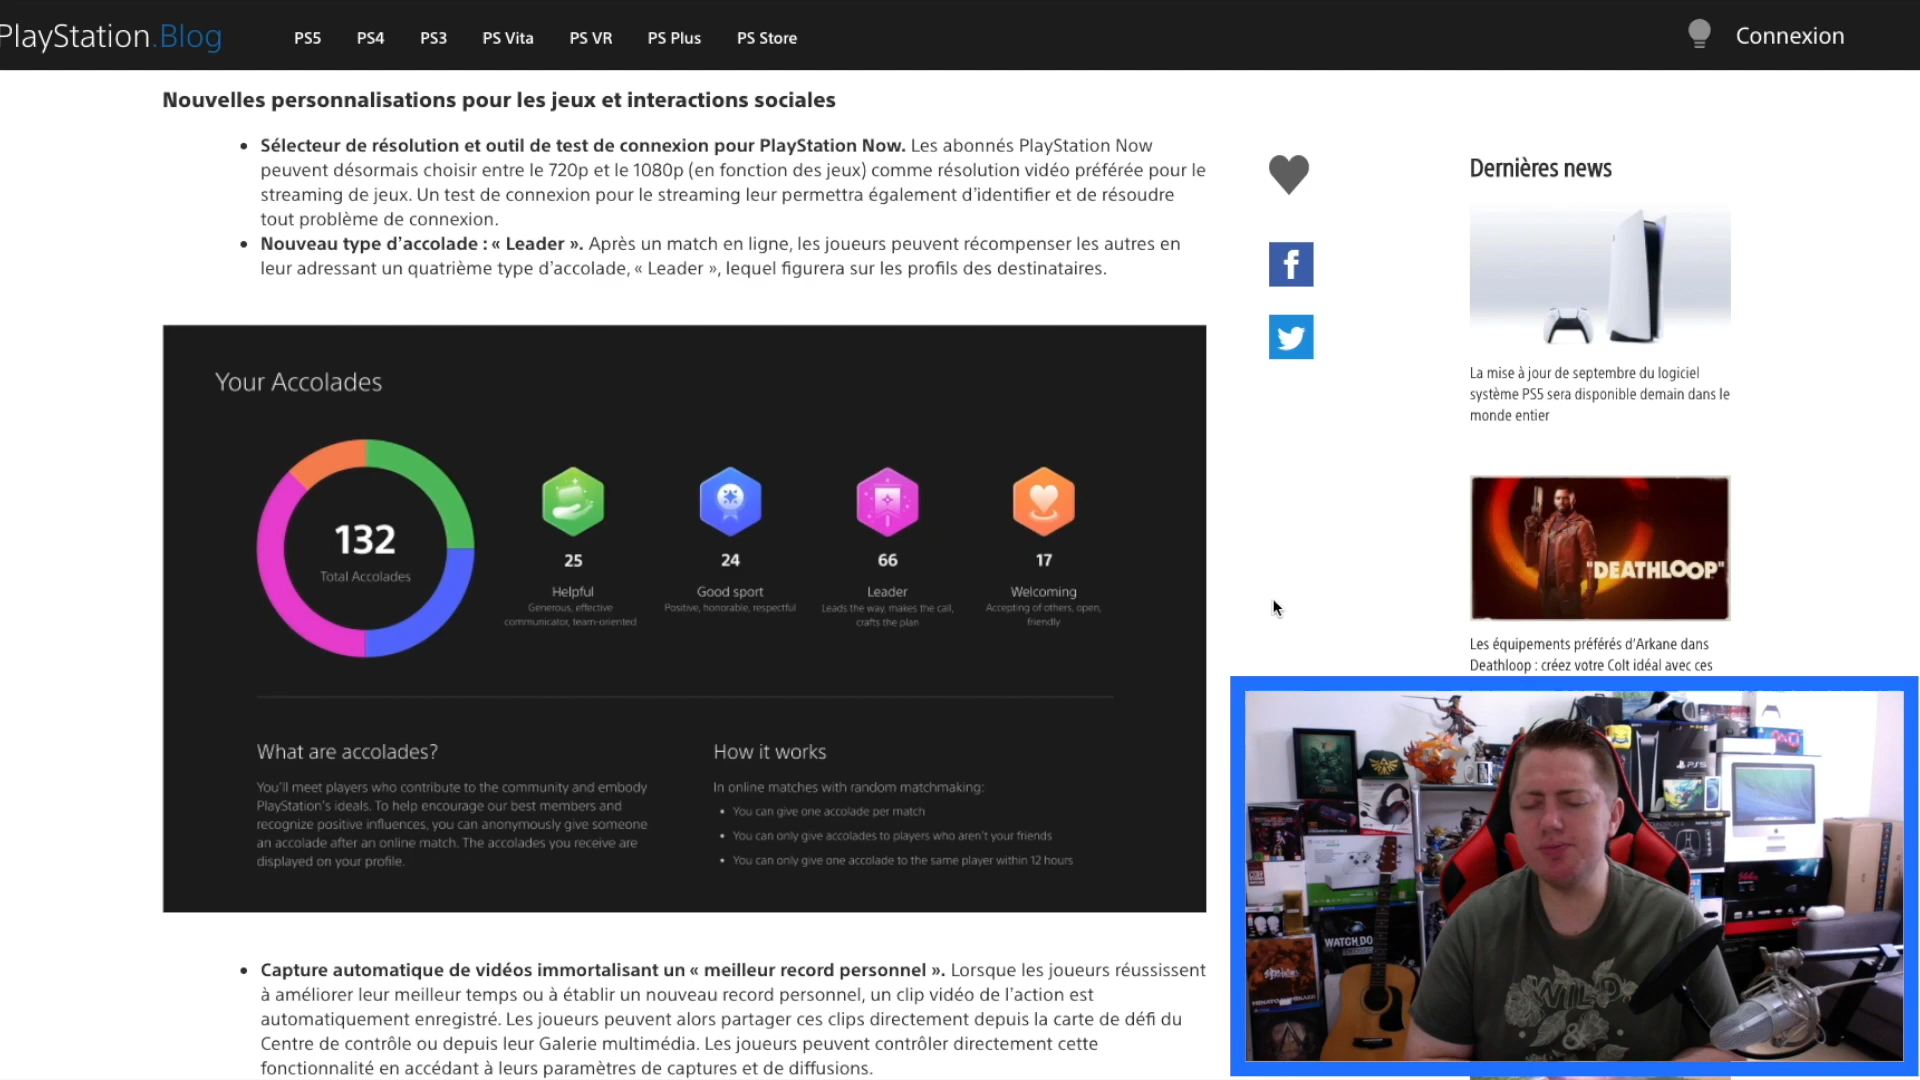 PlayStation.Blog
PS5 PS4 PS3 PS Vita PS VR PS Plus PS Store
Connexion
Nouvelles personnalisations pour les jeux et interactions sociales
• Sélecteur de résolution et outil de test de connexion pour PlayStation Now. Les abonnés PlayStation Now
peuvent désormais choisir entre le 720p et le 1080p (en fonction des jeux) comme résolution vidéo préférée pour le
streaming de jeux. Un test de connexion pour le streaming leur permettra également d’identifier et de résoudre
tout problème de connexion.
• Nouveau type d’accolade : « Leader ». Après un match en ligne, les joueurs peuvent récompenser les autres en
leur adressant un quatrième type d’accolade, « Leader », lequel figurera sur les profils des destinataires.
Your Accolades
132
Total Accolades
25
Helpful
Generous, effective
communicator, team-oriented
24
Good sport
Positive, honorable, respectful
66
Leader
Leads the way, makes the call,
crafts the plan
17
Welcoming
Accepting of others, open,
friendly
What are accolades?
You’ll meet players who contribute to the community and embody
PlayStation’s ideals. To help encourage our best members and
recognize positive influences, you can anonymously give someone
an accolade after an online match. The accolades you receive are
displayed on your profile.
How it works
In online matches with random matchmaking:
• You can give one accolade per match
• You can only give accolades to players who aren’t your friends
• You can only give one accolade to the same player within 12 hours
• Capture automatique de vidéos immortalisant un « meilleur record personnel ». Lorsque les joueurs réussissent
à améliorer leur meilleur temps ou à établir un nouveau record personnel, un clip vidéo de l’action est
automatiquement enregistré. Les joueurs peuvent alors partager ces clips directement depuis la carte de défi du
Centre de contrôle ou depuis leur Galerie multimédia. Les joueurs peuvent contrôler directement cette
fonctionnalité en accédant à leurs paramètres de captures et de diffusions.
Dernières news
La mise à jour de septembre du logiciel
système PS5 sera disponible demain dans le
monde entier
"DEATHLOOP"
Les équipements préférés d’Arkane dans
Deathloop : créez votre Colt idéal avec ces
PS5
WATCH_DO
WILD
&